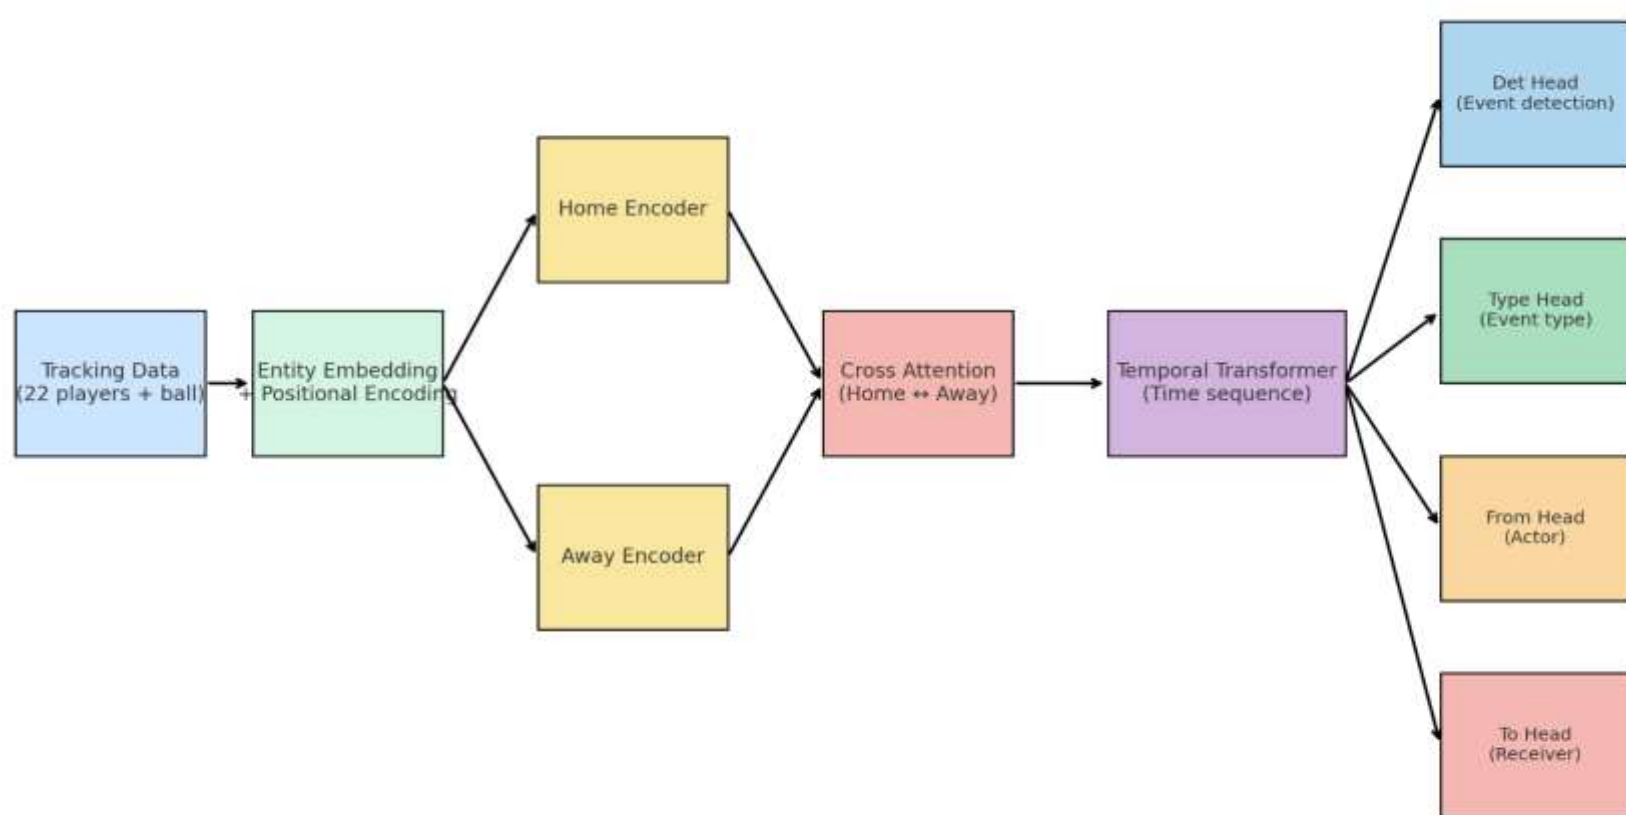 Tracking Data
(22 players + ball)
Entity Embedding
+ Positional Encoding
Home Encoder
Away Encoder
Cross Attention
(Home ↔ Away)
Temporal Transformer
(Time sequence)
Det Head
(Event detection)
Type Head
(Event type)
From Head
(Actor)
To Head
(Receiver)